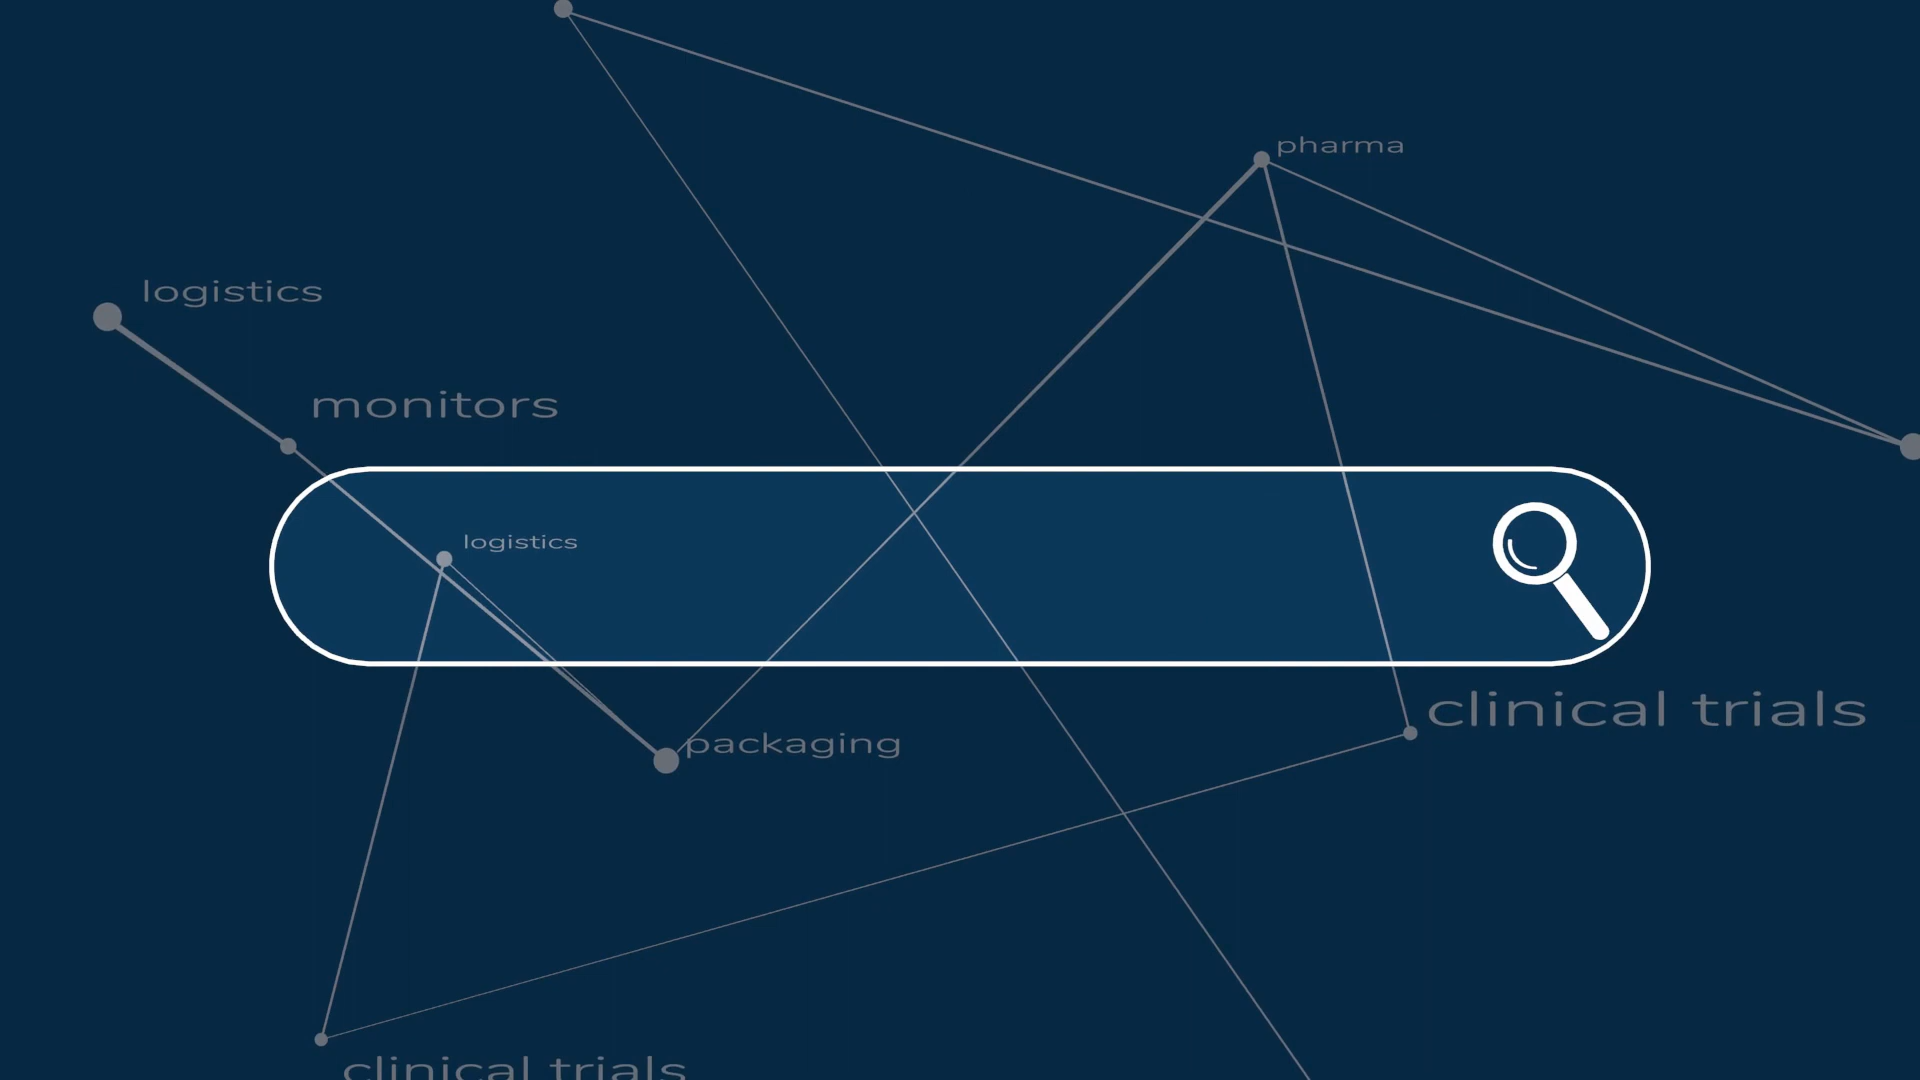 pharma
logistics
monitors
logistics
clinical trials
packaging
clinical trials